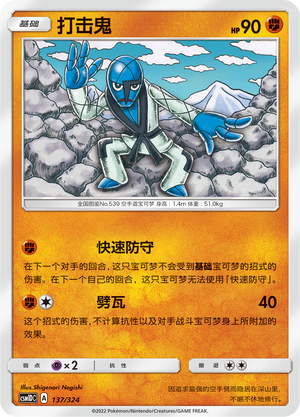 基础
打击鬼
HP90
全国图鉴No.539 空手道宝可梦 身高：1.4m 体重：51.0kg
快速防守
在下一个对手的回合，这只宝可梦不会受到基础宝可梦的招式的
伤害。在下一个自己的回合，这只宝可梦无法使用「快速防守」。
劈瓦 40
这个招式的伤害，不计算抗性以及对手战斗宝可梦身上所附加的
效果。
弱点 ×2 抗性 撤退
Illus.Shigenori Negishi
CSM1DC A 137/324
因追求最强的空手劈而隐居在深山里，
不眠不休地修行。
©2022 Pokémon/Nintendo/Creatures/GAME FREAK.